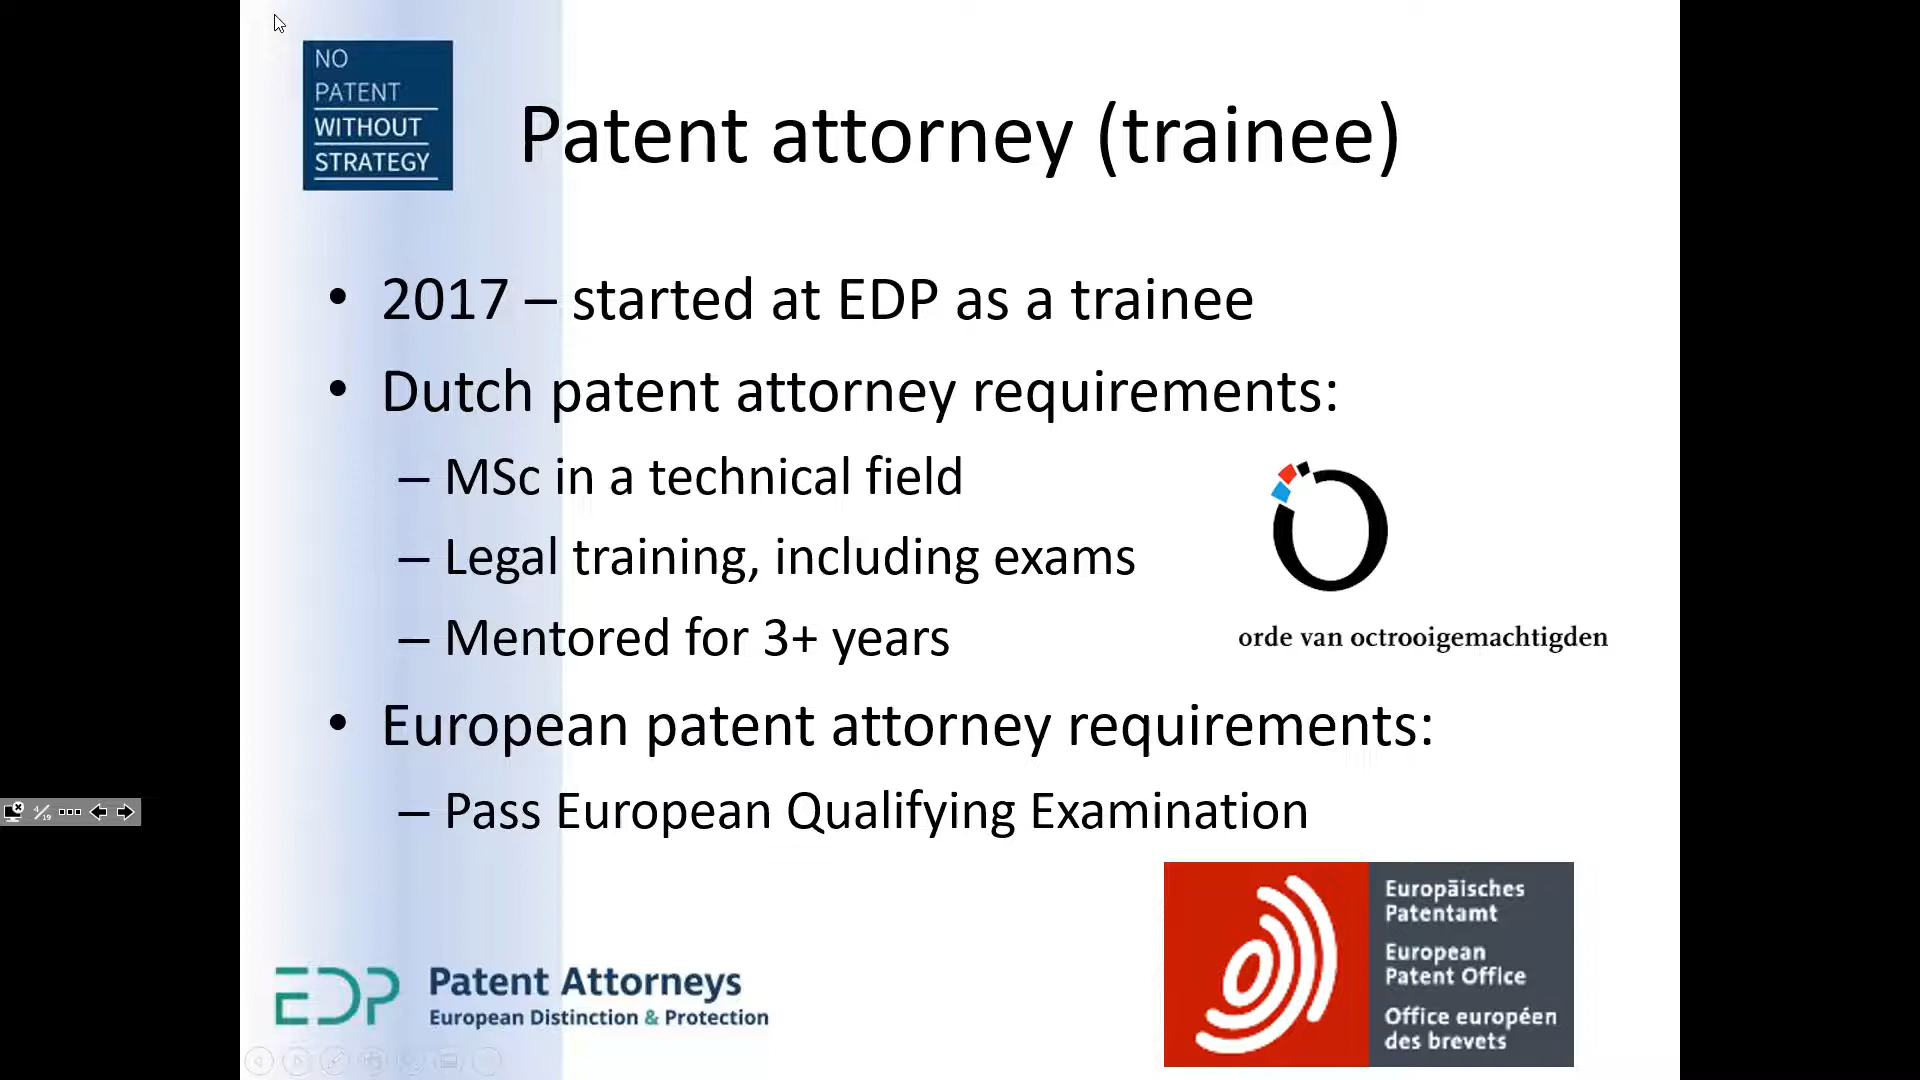 NO
PATENT
WITHOUT
STRATEGY
Patent attorney (trainee)
• 2017 – started at EDP as a trainee
• Dutch patent attorney requirements:
– MSc in a technical field
– Legal training, including exams
– Mentored for 3+ years
orde van octrooigemachtigden
• European patent attorney requirements:
– Pass European Qualifying Examination
4/19
EDP Patent Attorneys
European Distinction & Protection
Europäisches
Patentamt
European
Patent Office
Office européen
des brevets